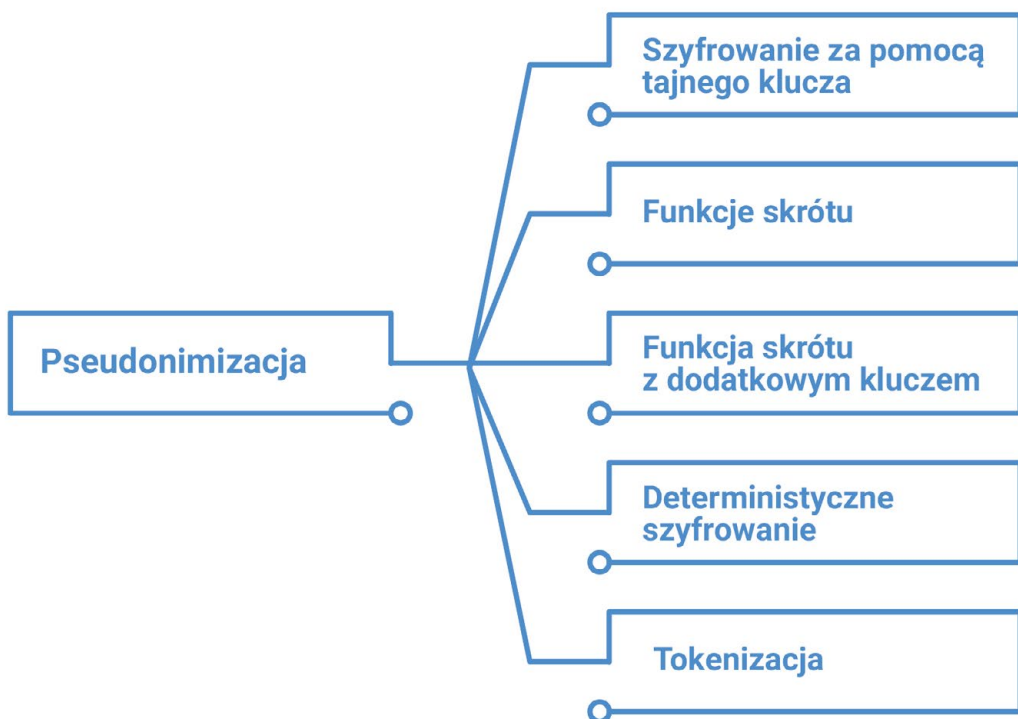 Szyfrowanie za pomocą
tajnego klucza
Funkcje skrótu
Pseudonimizacja
Funkcja skrótu
z dodatkowym kluczem
Deterministyczne
szyfrowanie
Tokenizacja